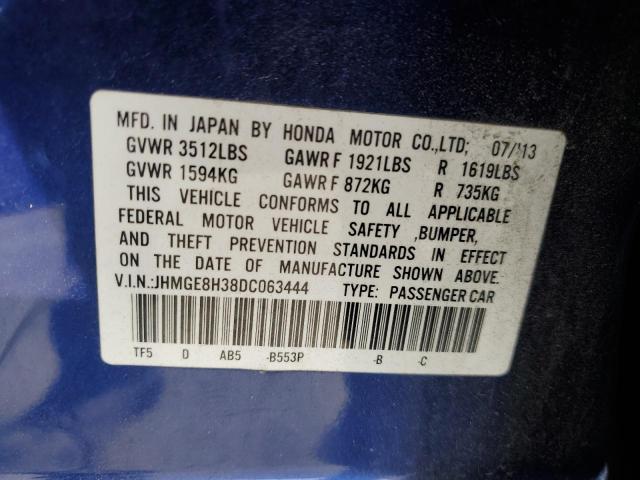 MFD. IN JAPAN BY HONDA MOTOR CO.,LTD; 07/'13
GVWR 3512LBS GAWR F 1921LBS R 1619LBS
GVWR 1594KG GAWR F 872KG R 735KG
THIS VEHICLE CONFORMS TO ALL APPLICABLE
FEDERAL MOTOR VEHICLE SAFETY ,BUMPER,
AND THEFT PREVENTION STANDARDS IN EFFECT
ON THE DATE OF MANUFACTURE SHOWN ABOVE.
V.I.N.:JHMGE8H38DC063444 TYPE: PASSENGER CAR
TF5 D AB5 -B553P -B -C